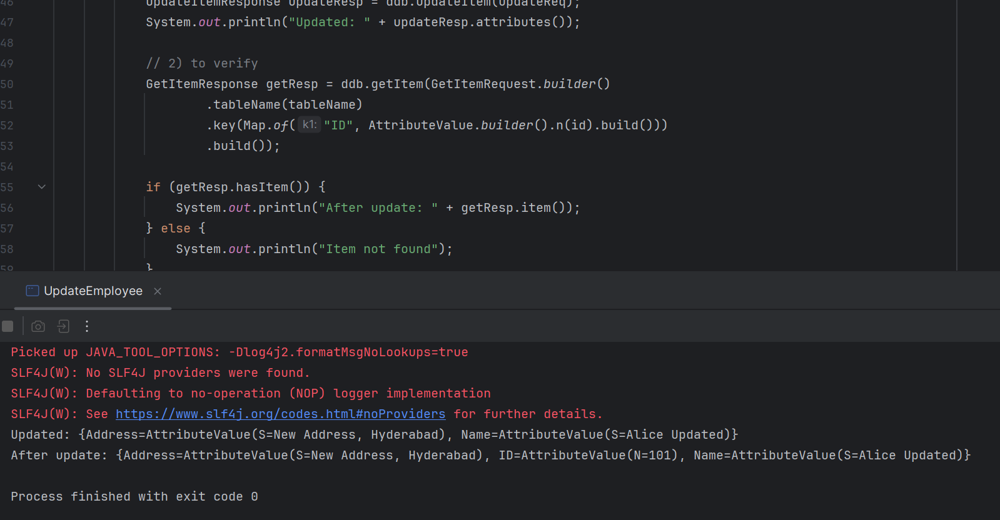 46 UpdateItemResponse updateResp = ddb.updateItem(updateReq);
47 System.out.println("Updated: " + updateResp.attributes());
48
49 // 2) to verify
50 GetItemResponse getResp = ddb.getItem(GetItemRequest.builder()
51 .tableName(tableName)
52 .key(Map.of( k1: "ID", AttributeValue.builder().n(id).build()))
53 .build());
54
55 if (getResp.hasItem()) {
56 System.out.println("After update: " + getResp.item());
57 } else {
58 System.out.println("Item not found");
59 }
UpdateEmployee
Picked up JAVA_TOOL_OPTIONS: -Dlog4j2.formatMsgNoLookups=true
SLF4J(W): No SLF4J providers were found.
SLF4J(W): Defaulting to no-operation (NOP) logger implementation
SLF4J(W): See https://www.slf4j.org/codes.html#noProviders for further details.
Updated: {Address=AttributeValue(S=New Address, Hyderabad), Name=AttributeValue(S=Alice Updated)}
After update: {Address=AttributeValue(S=New Address, Hyderabad), ID=AttributeValue(N=101), Name=AttributeValue(S=Alice Updated)}
Process finished with exit code 0